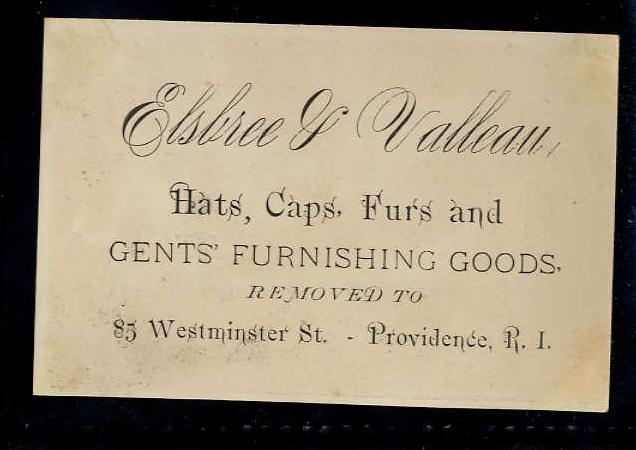 Elsbree & Valleau,
Hats, Caps, Furs and
GENTS' FURNISHING GOODS,
REMOVED TO
85 Westminster St. - Providence, R. I.